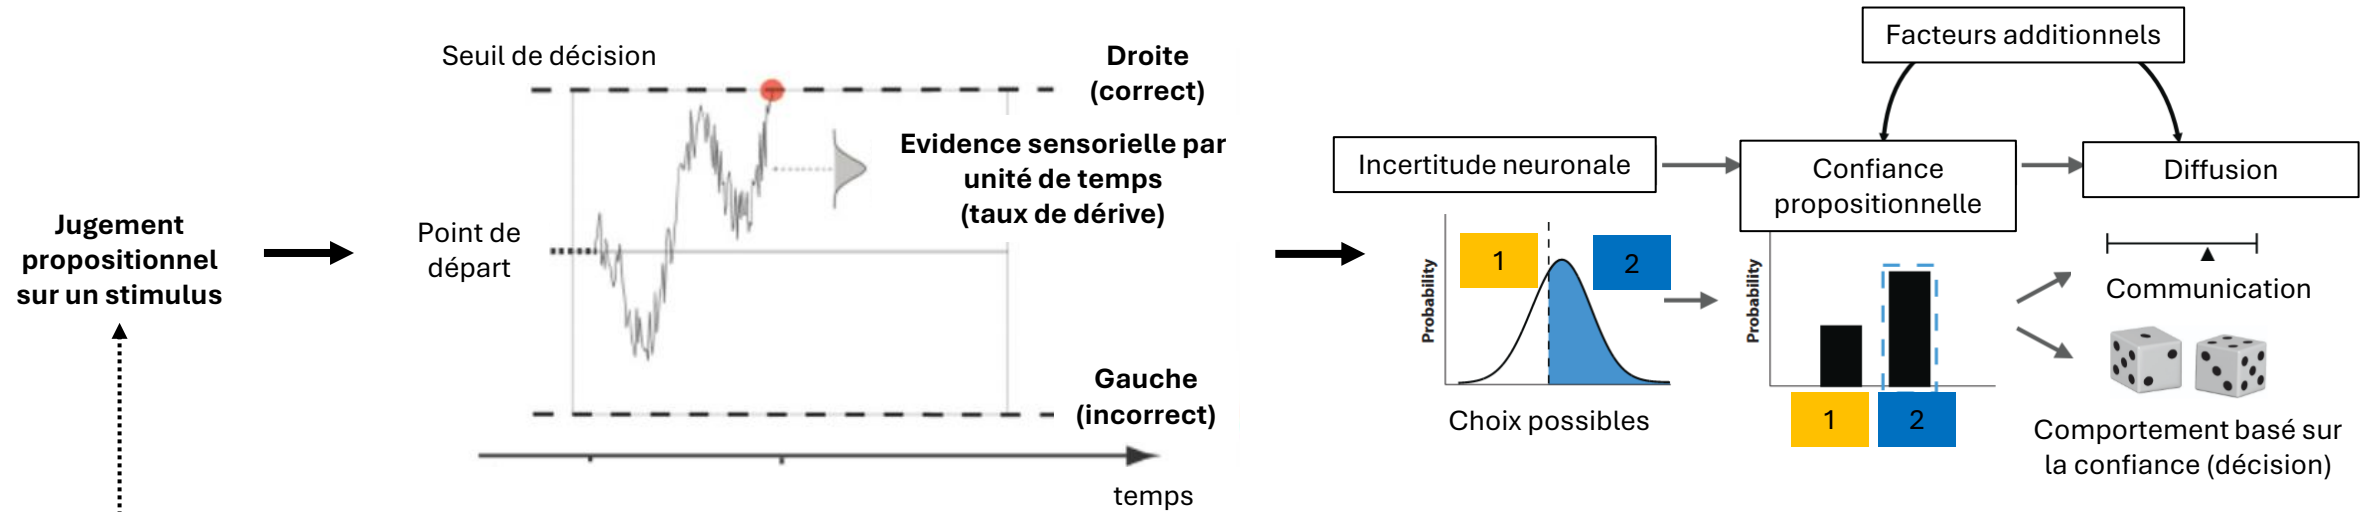 Jugement
propositionnel
sur un stimulus
Seuil de décision
Point de
départ
Droite
(correct)
Evidence sensorielle par
unité de temps
(taux de dérive)
Gauche
(incorrect)
temps
Facteurs additionnels
Incertitude neuronale
Confiance
propositionnelle
Diffusion
Probability
1
2
Choix possibles
Probability
1
2
Communication
Comportement basé sur
la confiance (décision)